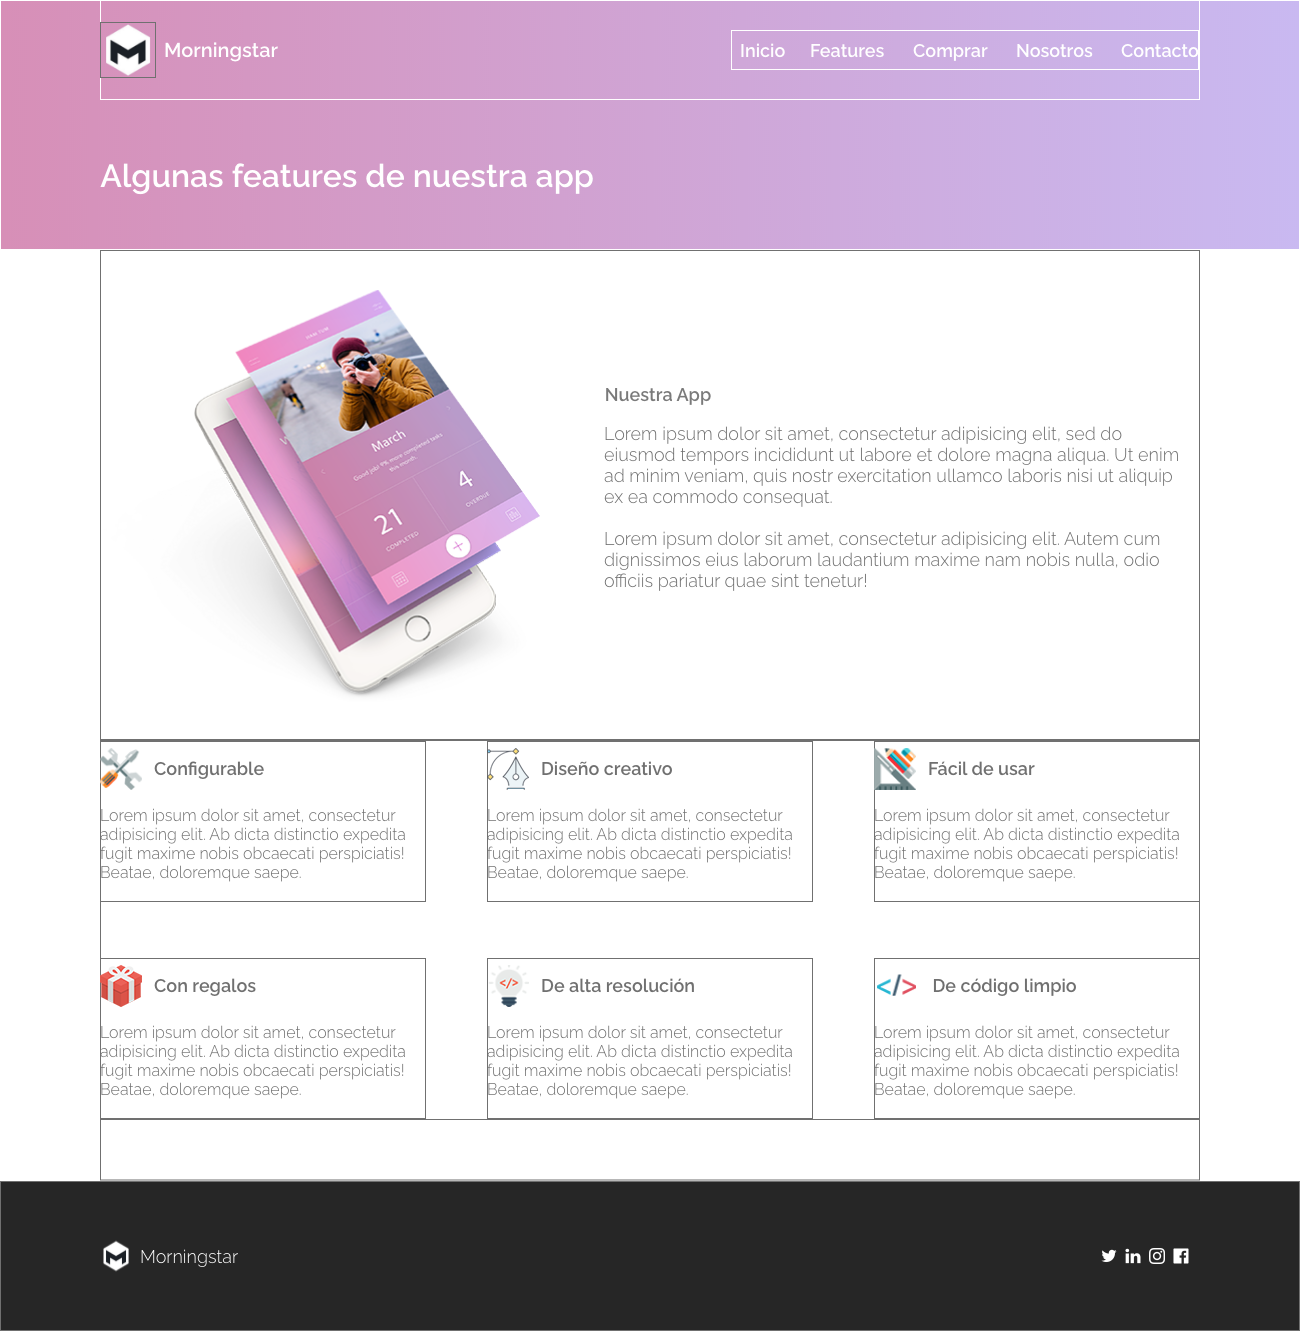 Morningstar
Inicio Features Comprar Nosotros Contacto
Algunas features de nuestra app
March
Good job! 9% more completed tasks
this month.
21
COMPLETED
4
OVERDUE
Nuestra App
Lorem ipsum dolor sit amet, consectetur adipisicing elit, sed do
eiusmod tempors incididunt ut labore et dolore magna aliqua. Ut enim
ad minim veniam, quis nostr exercitation ullamco laboris nisi ut aliquip
ex ea commodo consequat.
Lorem ipsum dolor sit amet, consectetur adipisicing elit. Autem cum
dignissimos eius laborum laudantium maxime nam nobis nulla, odio
officiis pariatur quae sint tenetur!
Configurable
Lorem ipsum dolor sit amet, consectetur
adipisicing elit. Ab dicta distinctio expedita
fugit maxime nobis obcaecati perspiciatis!
Beatae, doloremque saepe.
Diseño creativo
Lorem ipsum dolor sit amet, consectetur
adipisicing elit. Ab dicta distinctio expedita
fugit maxime nobis obcaecati perspiciatis!
Beatae, doloremque saepe.
Fácil de usar
Lorem ipsum dolor sit amet, consectetur
adipisicing elit. Ab dicta distinctio expedita
fugit maxime nobis obcaecati perspiciatis!
Beatae, doloremque saepe.
Con regalos
Lorem ipsum dolor sit amet, consectetur
adipisicing elit. Ab dicta distinctio expedita
fugit maxime nobis obcaecati perspiciatis!
Beatae, doloremque saepe.
De alta resolución
Lorem ipsum dolor sit amet, consectetur
adipisicing elit. Ab dicta distinctio expedita
fugit maxime nobis obcaecati perspiciatis!
Beatae, doloremque saepe.
De código limpio
Lorem ipsum dolor sit amet, consectetur
adipisicing elit. Ab dicta distinctio expedita
fugit maxime nobis obcaecati perspiciatis!
Beatae, doloremque saepe.
Morningstar